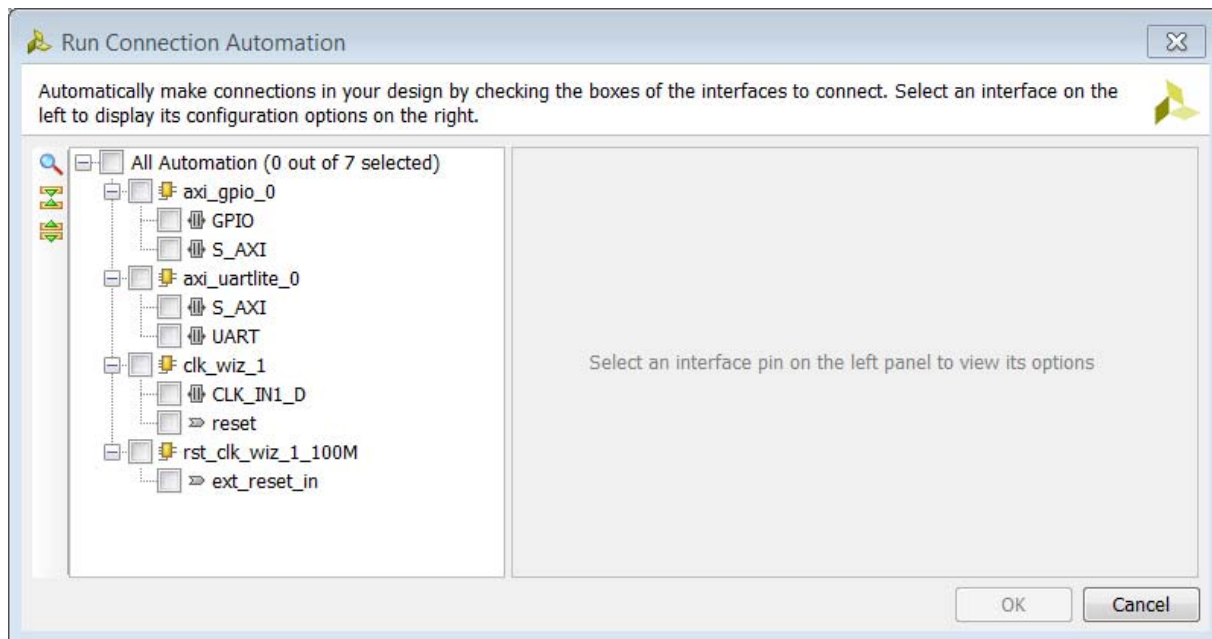 Run Connection Automation
Automatically make connections in your design by checking the boxes of the interfaces to connect. Select an interface on the
left to display its configuration options on the right.
All Automation (0 out of 7 selected)
axi_gpio_0
GPIO
S_AXI
axi_uartlite_0
S_AXI
UART
clk_wiz_1
CLK_IN1_D
reset
rst_clk_wiz_1_100M
ext_reset_in
Select an interface pin on the left panel to view its options
OK
Cancel